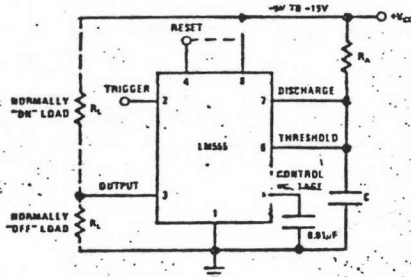 TO -15V
+VCC
RESET
RA
4
8
TRIGGER
2
7
DISCHARGE
NORMALLY
"ON" LOAD
RL
LM555
6
THRESHOLD
CONTROL
OUTPUT
3
5
C
NORMALLY
"OFF" LOAD
RL
1
0.01µF